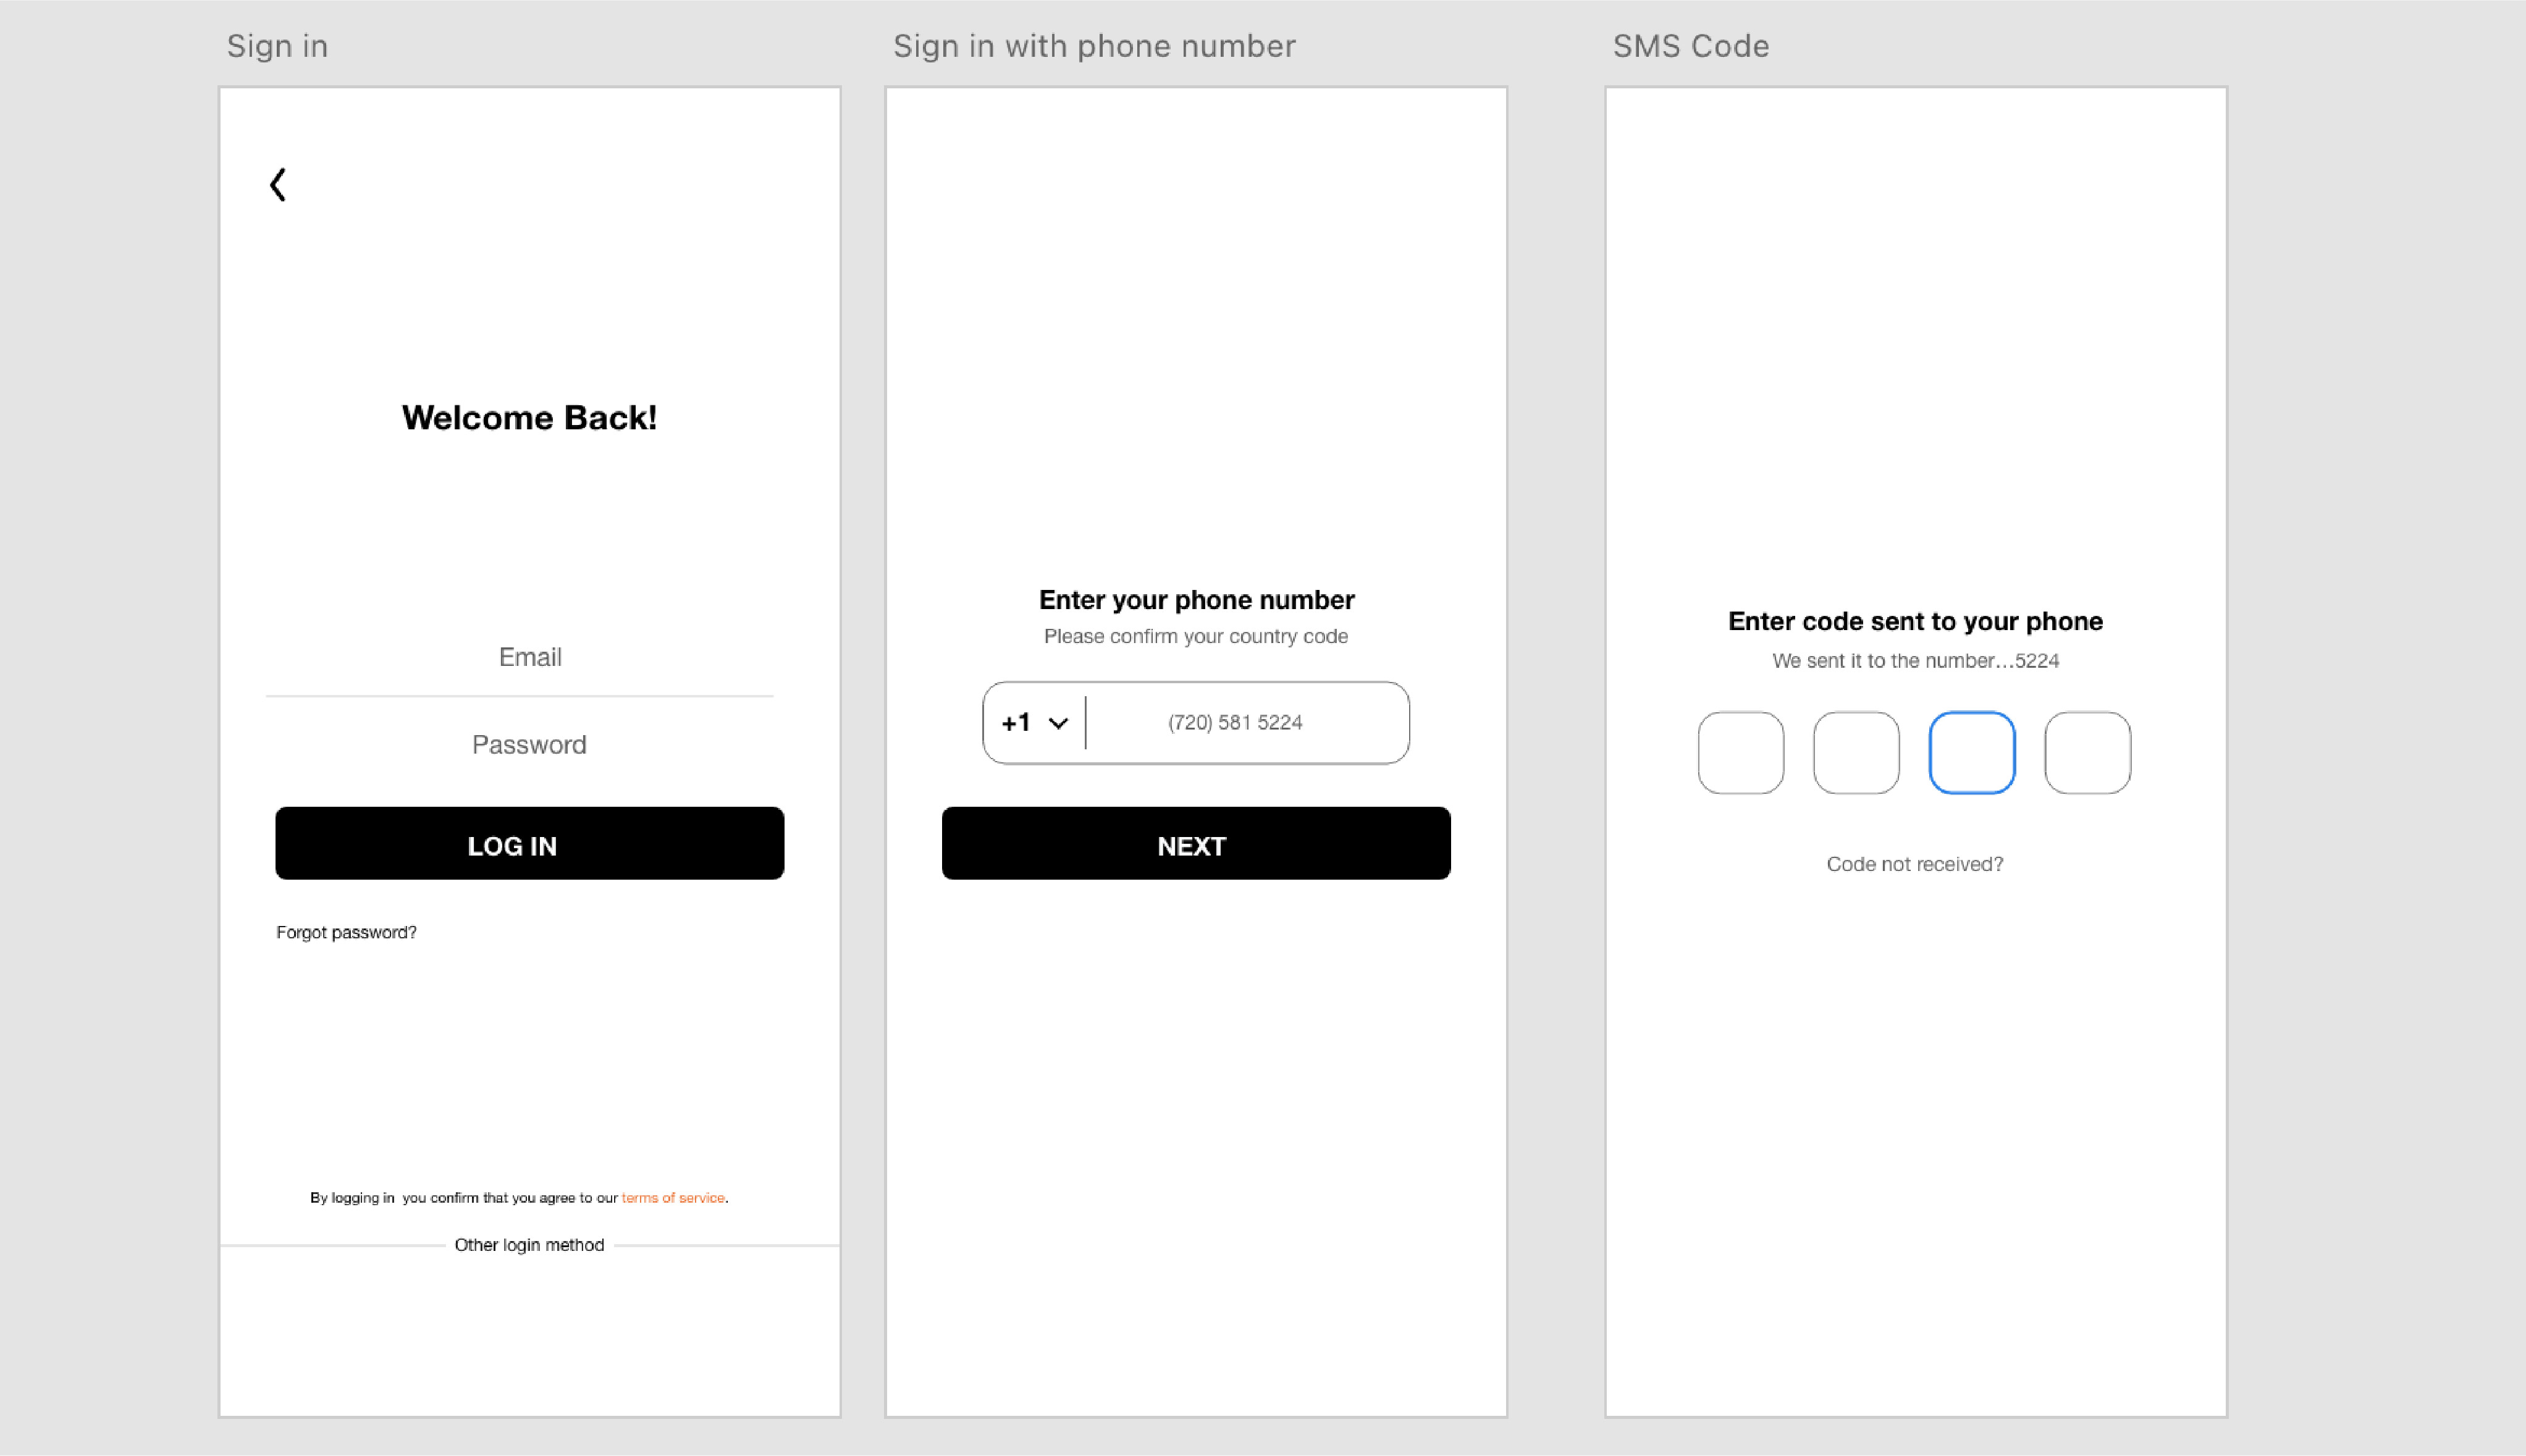 Sign in
Welcome Back!
Email
Password
LOG IN
Forgot password?
By logging in  you confirm that you agree to our terms of service.
Other login method
Sign in with phone number
Enter your phone number
Please confirm your country code
+1 (720) 581 5224
NEXT
SMS Code
Enter code sent to your phone
We sent it to the number...5224
Code not received?